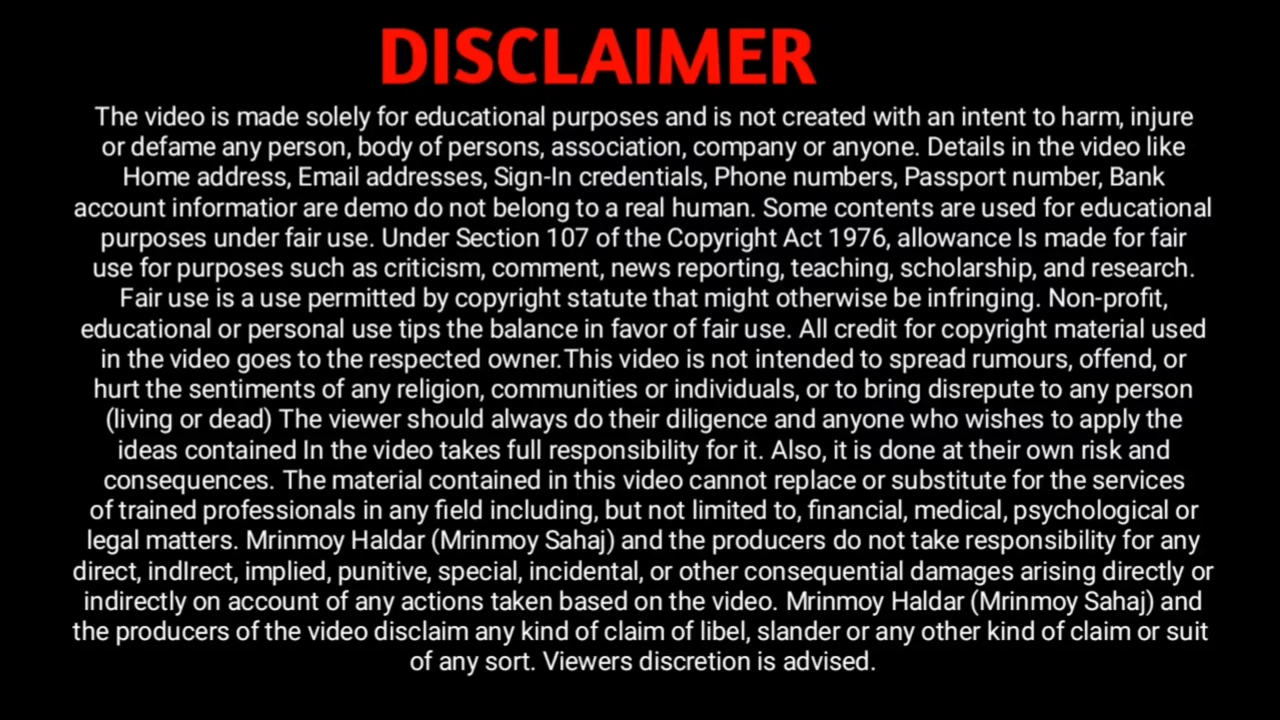 DISCLAIMER
The video is made solely for educational purposes and is not created with an intent to harm, injure
or defame any person, body of persons, association, company or anyone. Details in the video like
Home address, Email addresses, Sign-In credentials, Phone numbers, Passport number, Bank
account informatior are demo do not belong to a real human. Some contents are used for educational
purposes under fair use. Under Section 107 of the Copyright Act 1976, allowance Is made for fair
use for purposes such as criticism, comment, news reporting, teaching, scholarship, and research.
Fair use is a use permitted by copyright statute that might otherwise be infringing. Non-profit,
educational or personal use tips the balance in favor of fair use. All credit for copyright material used
in the video goes to the respected owner.This video is not intended to spread rumours, offend, or
hurt the sentiments of any religion, communities or individuals, or to bring disrepute to any person
(living or dead) The viewer should always do their diligence and anyone who wishes to apply the
ideas contained In the video takes full responsibility for it. Also, it is done at their own risk and
consequences. The material contained in this video cannot replace or substitute for the services
of trained professionals in any field including, but not limited to, financial, medical, psychological or
legal matters. Mrinmoy Haldar (Mrinmoy Sahaj) and the producers do not take responsibility for any
direct, indIrect, implied, punitive, special, incidental, or other consequential damages arising directly or
indirectly on account of any actions taken based on the video. Mrinmoy Haldar (Mrinmoy Sahaj) and
the producers of the video disclaim any kind of claim of libel, slander or any other kind of claim or suit
of any sort. Viewers discretion is advised.